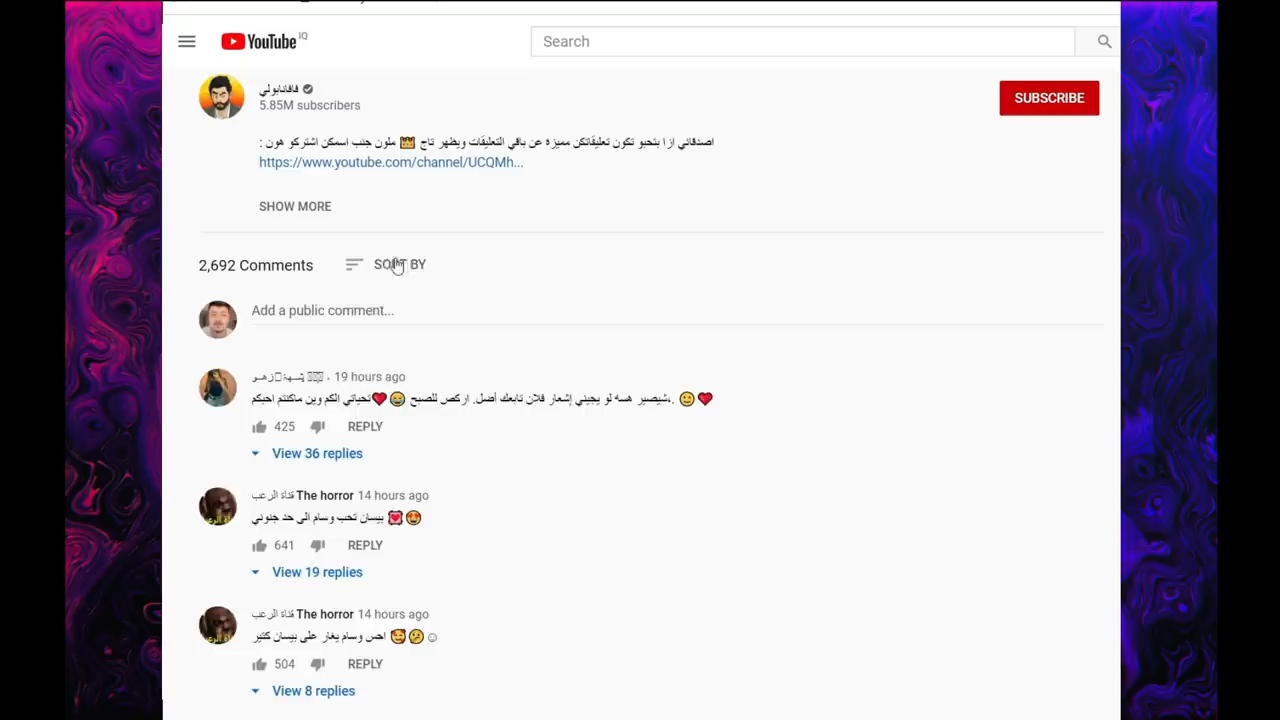 YouTube IQ
Search
فافانابولي
5.85M subscribers
SUBSCRIBE
اصدقائي ازا بتحبو تكون تعليقاتكن مميزة عن باقي التعليقات ويظهر تاج 👑 ملون جنب اسمكن اشتركو هون :
https://www.youtube.com/channel/UCQMh...
SHOW MORE
2,692 Comments
SORT BY
Add a public comment...
19 hours ago
تحياتي الكم وين ماكنتم احبكم❤😂 شيصير هسه لو يجيني إشعار فلان تابعك أضل. اركص للصبح،. 🙂❤
425
REPLY
View 36 replies
قناة الرعب The horror 14 hours ago
بيسان تحب وسام الى حد جنوني 💓😍
641
REPLY
View 19 replies
قناة الرعب The horror 14 hours ago
احس وسام يغار على بيسان كثير 🥰🤔☺
504
REPLY
View 8 replies